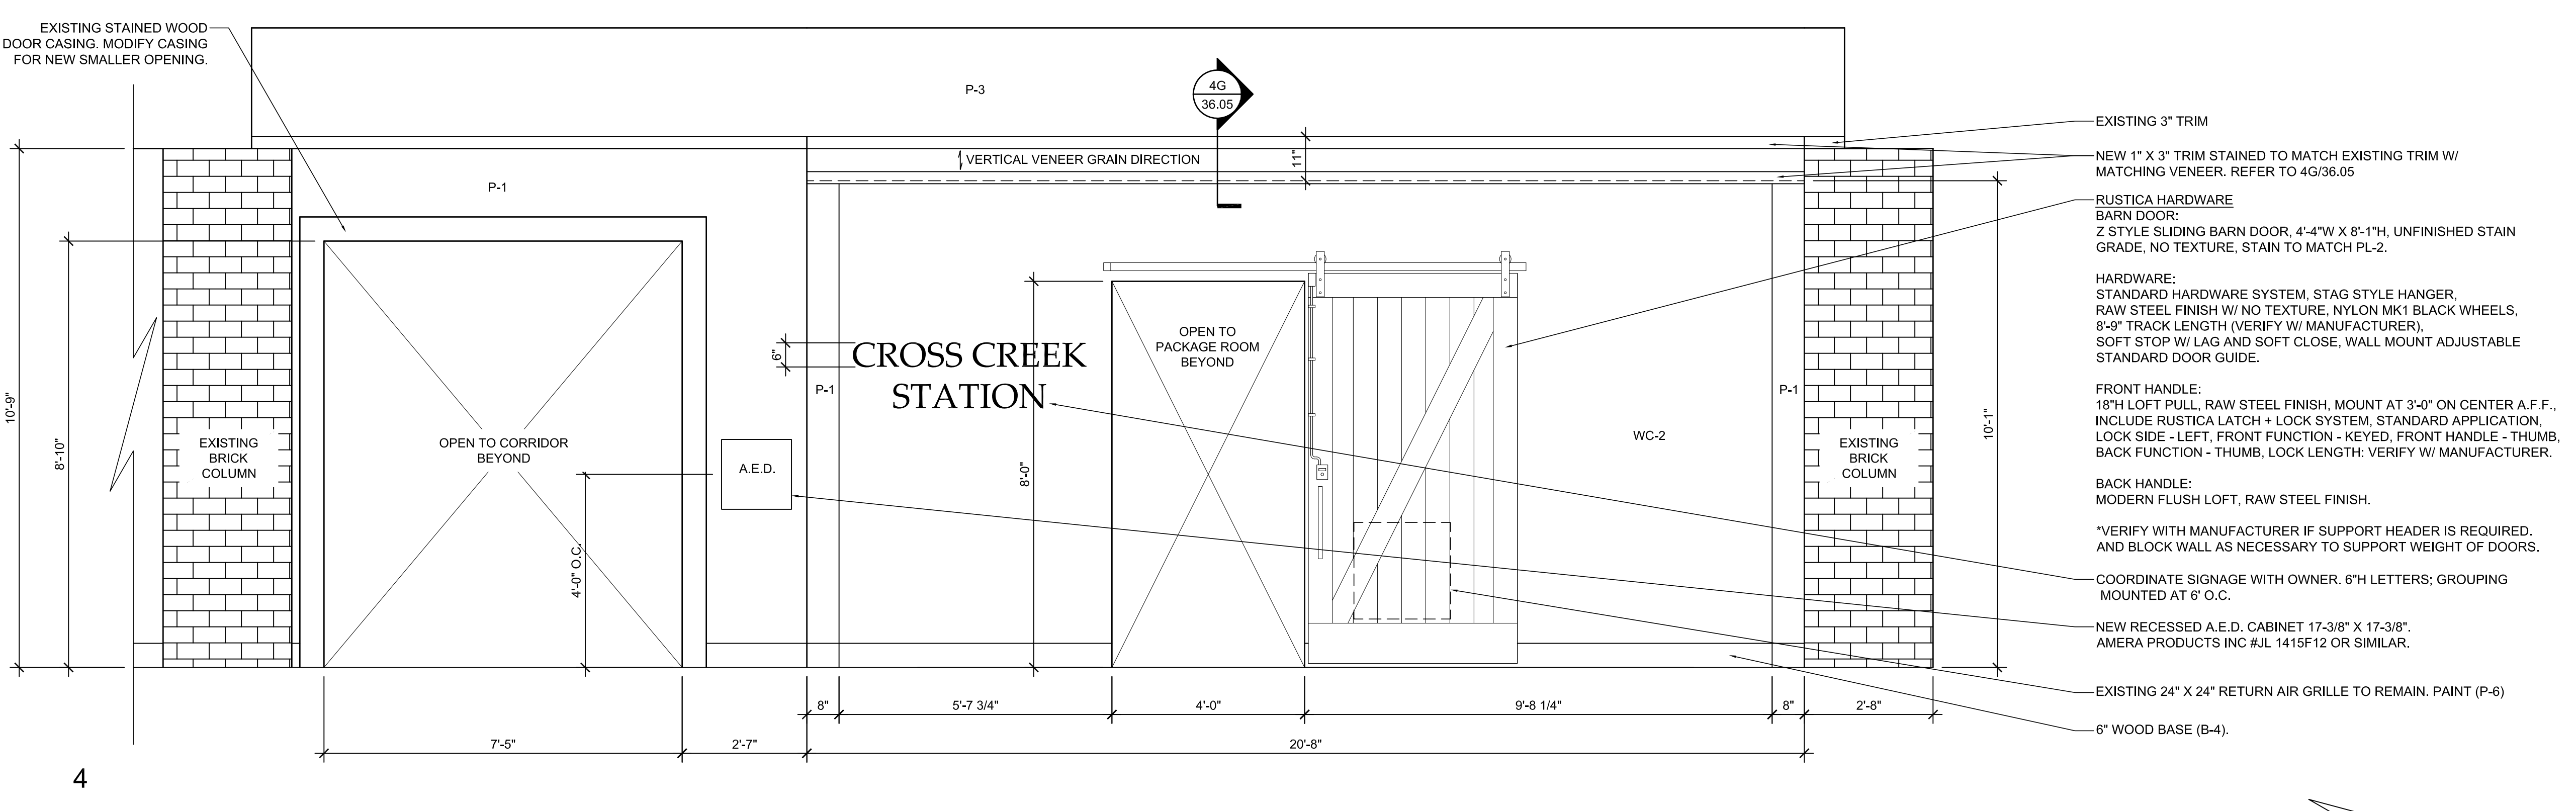 EXISTING STAINED WOOD
DOOR CASING. MODIFY CASING
FOR NEW SMALLER OPENING.
P-3
4G
36.05
VERTICAL VENEER GRAIN DIRECTION
11"
P-1
10'-9"
8'-10"
EXISTING
BRICK
COLUMN
OPEN TO CORRIDOR
BEYOND
4'-0" O.C.
A.E.D.
6"
P-1
CROSS CREEK
STATION
8'-0"
OPEN TO
PACKAGE ROOM
BEYOND
WC-2
P-1
EXISTING
BRICK
COLUMN
10'-1"
8"
5'-7 3/4"
4'-0"
9'-8 1/4"
8"
2'-8"
7'-5"
2'-7"
20'-8"
4
EXISTING 3" TRIM
NEW 1" X 3" TRIM STAINED TO MATCH EXISTING TRIM W/
MATCHING VENEER. REFER TO 4G/36.05
RUSTICA HARDWARE
BARN DOOR:
Z STYLE SLIDING BARN DOOR, 4'-4"W X 8'-1"H, UNFINISHED STAIN
GRADE, NO TEXTURE, STAIN TO MATCH PL-2.
HARDWARE:
STANDARD HARDWARE SYSTEM, STAG STYLE HANGER,
RAW STEEL FINISH W/ NO TEXTURE, NYLON MK1 BLACK WHEELS,
8'-9" TRACK LENGTH (VERIFY W/ MANUFACTURER),
SOFT STOP W/ LAG AND SOFT CLOSE, WALL MOUNT ADJUSTABLE
STANDARD DOOR GUIDE.
FRONT HANDLE:
18"H LOFT PULL, RAW STEEL FINISH, MOUNT AT 3'-0" ON CENTER A.F.F.,
INCLUDE RUSTICA LATCH + LOCK SYSTEM, STANDARD APPLICATION,
LOCK SIDE - LEFT, FRONT FUNCTION - KEYED, FRONT HANDLE - THUMB,
BACK FUNCTION - THUMB, LOCK LENGTH: VERIFY W/ MANUFACTURER.
BACK HANDLE:
MODERN FLUSH LOFT, RAW STEEL FINISH.
*VERIFY WITH MANUFACTURER IF SUPPORT HEADER IS REQUIRED.
AND BLOCK WALL AS NECESSARY TO SUPPORT WEIGHT OF DOORS.
COORDINATE SIGNAGE WITH OWNER. 6"H LETTERS; GROUPING
MOUNTED AT 6' O.C.
NEW RECESSED A.E.D. CABINET 17-3/8" X 17-3/8".
AMERA PRODUCTS INC #JL 1415F12 OR SIMILAR.
EXISTING 24" X 24" RETURN AIR GRILLE TO REMAIN. PAINT (P-6)
6" WOOD BASE (B-4).